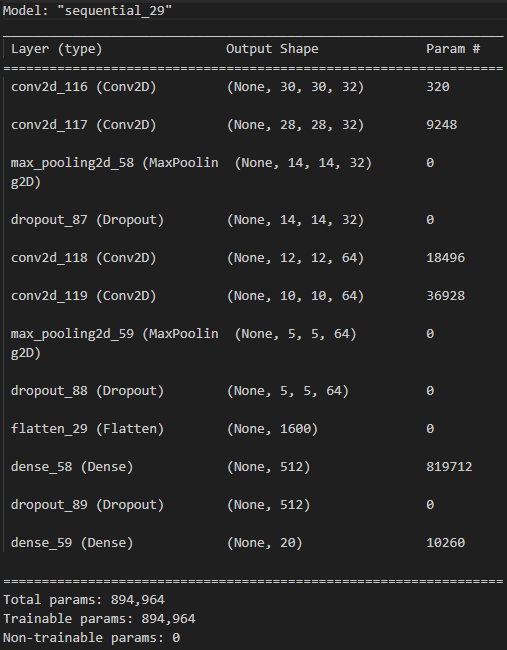 Model: "sequential_29"
Layer (type) Output Shape Param #
=================================================================
conv2d_116 (Conv2D) (None, 30, 30, 32) 320
conv2d_117 (Conv2D) (None, 28, 28, 32) 9248
max_pooling2d_58 (MaxPoolin (None, 14, 14, 32) 0
g2D)
dropout_87 (Dropout) (None, 14, 14, 32) 0
conv2d_118 (Conv2D) (None, 12, 12, 64) 18496
conv2d_119 (Conv2D) (None, 10, 10, 64) 36928
max_pooling2d_59 (MaxPoolin (None, 5, 5, 64) 0
g2D)
dropout_88 (Dropout) (None, 5, 5, 64) 0
flatten_29 (Flatten) (None, 1600) 0
dense_58 (Dense) (None, 512) 819712
dropout_89 (Dropout) (None, 512) 0
dense_59 (Dense) (None, 20) 10260
=================================================================
Total params: 894,964
Trainable params: 894,964
Non-trainable params: 0